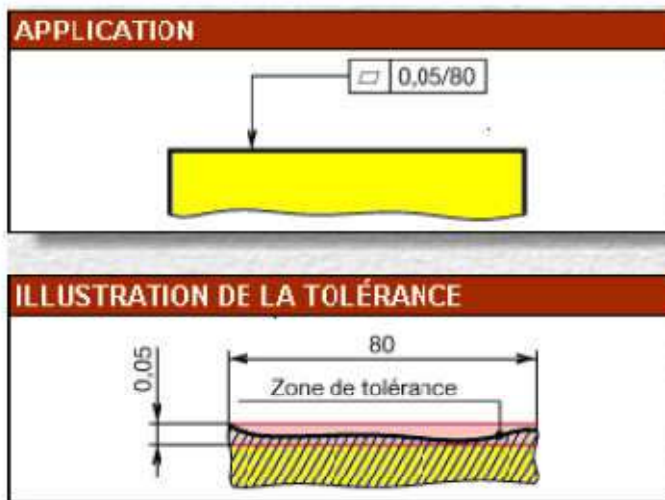 APPLICATION
0,05/80
ILLUSTRATION DE LA TOLÉRANCE
80
0,05
Zone de tolérance